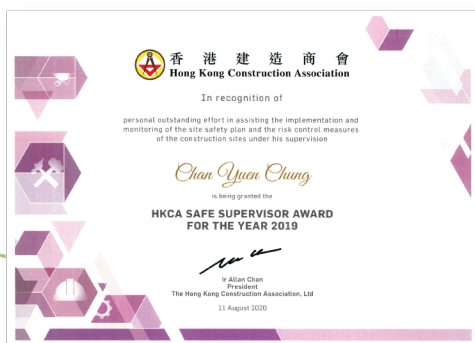 香港建造商會
Hong Kong Construction Association
In recognition of
personal outstanding effort in assisting the implementation and
monitoring of the site safety plan and the risk control measures
of the construction sites under his supervision
Chan Yuen Chung
is being granted the
HKCA SAFE SUPERVISOR AWARD
FOR THE YEAR 2019
Ir Allan Chan
President
The Hong Kong Construction Association, Ltd
11 August 2020